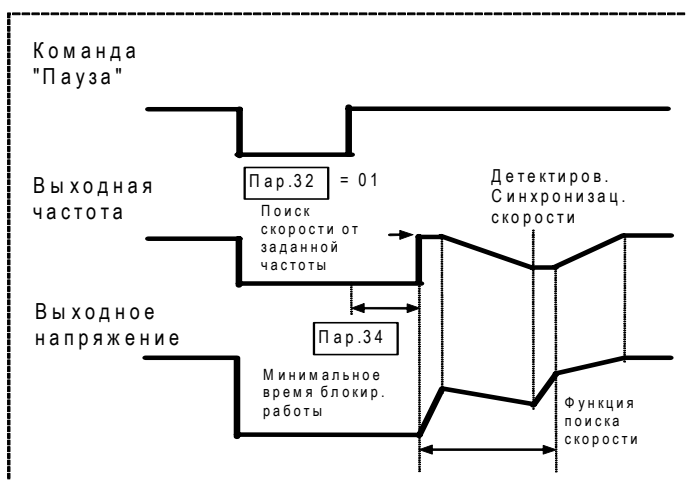 Команда
"Пауза"
Пар.32 = 01
Выходная
частота
Поиск
скорости от
заданной
частоты
Детектиров.
Синхронизац.
скорости
Выходное
напряжение
Пар.34
Минимальное
время блокир.
работы
Функция
поиска
скорости